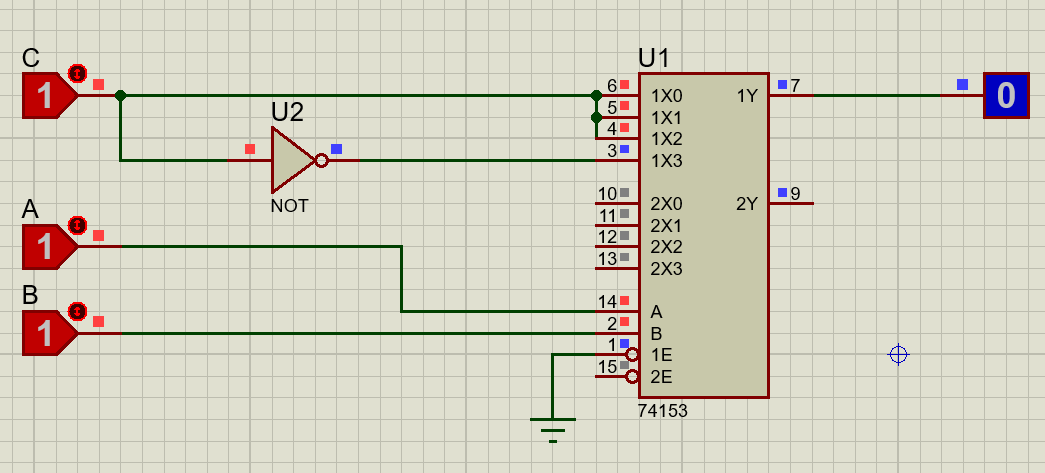 C
1
U2
NOT
A
1
B
1
U1
6 1X0 1Y 7
5 1X1
4 1X2
3 1X3
10 2X0 2Y 9
11 2X1
12 2X2
13 2X3
14 A
2 B
1 1E
15 2E
74153
0